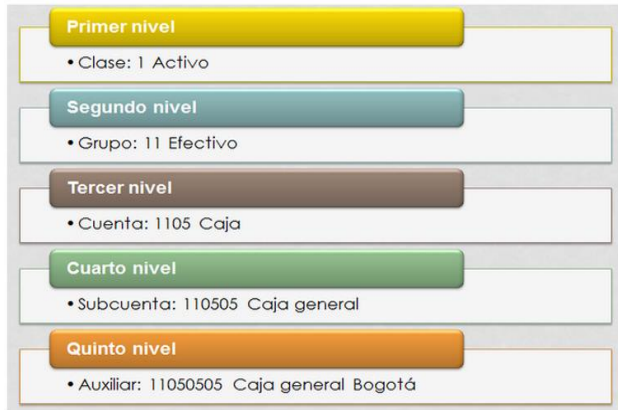 Primer nivel
• Clase: 1 Activo
Segundo nivel
• Grupo: 11 Efectivo
Tercer nivel
• Cuenta: 1105 Caja
Cuarto nivel
• Subcuenta: 110505 Caja general
Quinto nivel
• Auxiliar: 11050505 Caja general Bogotá